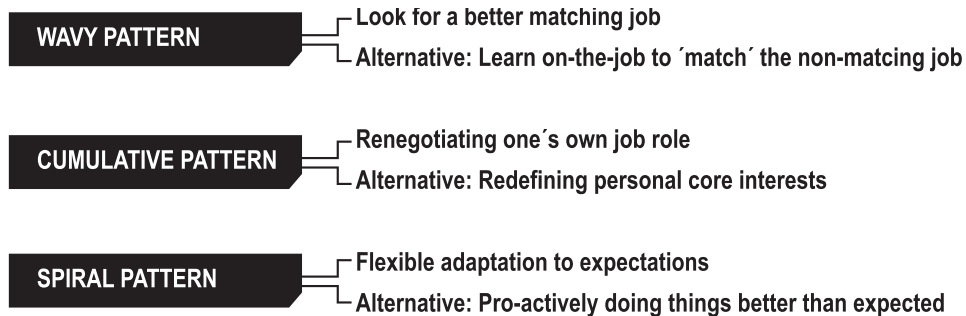 WAVY PATTERN
Look for a better matching job
Alternative: Learn on-the-job to ´match´ the non-matcing job
CUMULATIVE PATTERN
Renegotiating one´s own job role
Alternative: Redefining personal core interests
SPIRAL PATTERN
Flexible adaptation to expectations
Alternative: Pro-actively doing things better than expected